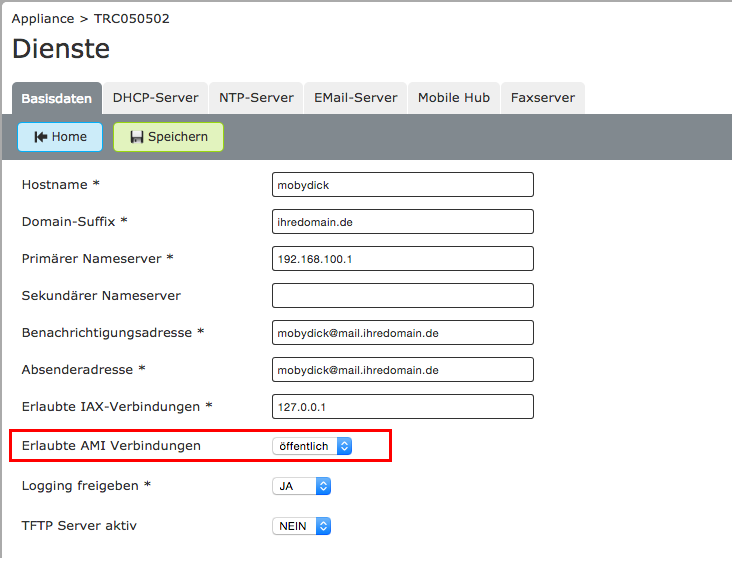 Appliance > TRC050502
Dienste
Basisdaten DHCP-Server NTP-Server EMail-Server Mobile Hub Faxserver
Home Speichern
Hostname * mobydick
Domain-Suffix * ihredomain.de
Primärer Nameserver * 192.168.100.1
Sekundärer Nameserver
Benachrichtigungsadresse * mobydick@mail.ihredomain.de
Absenderadresse * mobydick@mail.ihredomain.de
Erlaubte IAX-Verbindungen * 127.0.0.1
Erlaubte AMI Verbindungen öffentlich
Logging freigeben * JA
TFTP Server aktiv NEIN